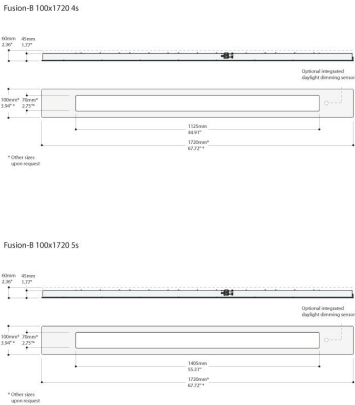 Fusion-B 100x1720 4s
60mm 45mm
2.36" 1.77"
Optional integrated
daylight dimming sensor
100mm* 70mm*
3.94" * 2.75"*
1125mm
44.91"
1720mm*
67.72" *
* Other sizes
upon request
Fusion-B 100x1720 5s
60mm 45mm
2.36" 1.77"
Optional integrated
daylight dimming sensor
100mm* 70mm*
3.94" * 2.75"*
1405mm
55.31"
1720mm*
67.72" *
* Other sizes
upon request